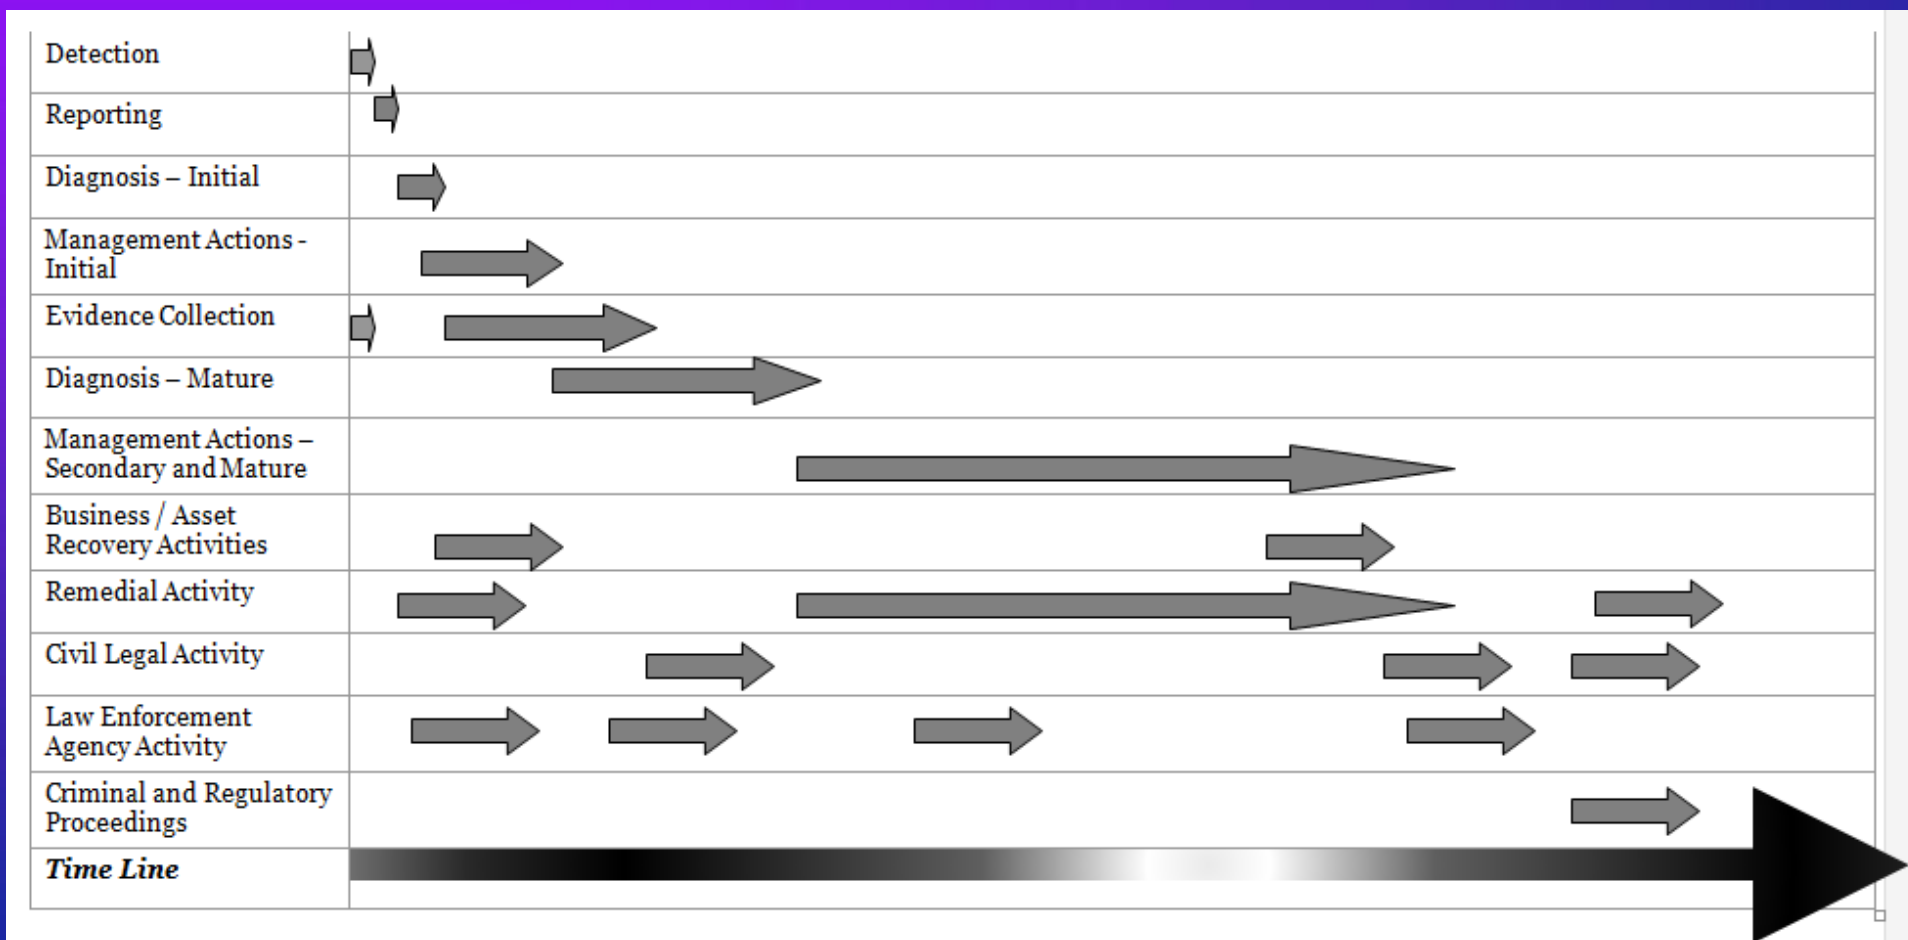 Detection
Reporting
Diagnosis – Initial
Management Actions -
Initial
Evidence Collection
Diagnosis – Mature
Management Actions –
Secondary and Mature
Business / Asset
Recovery Activities
Remedial Activity
Civil Legal Activity
Law Enforcement
Agency Activity
Criminal and Regulatory
Proceedings
Time Line